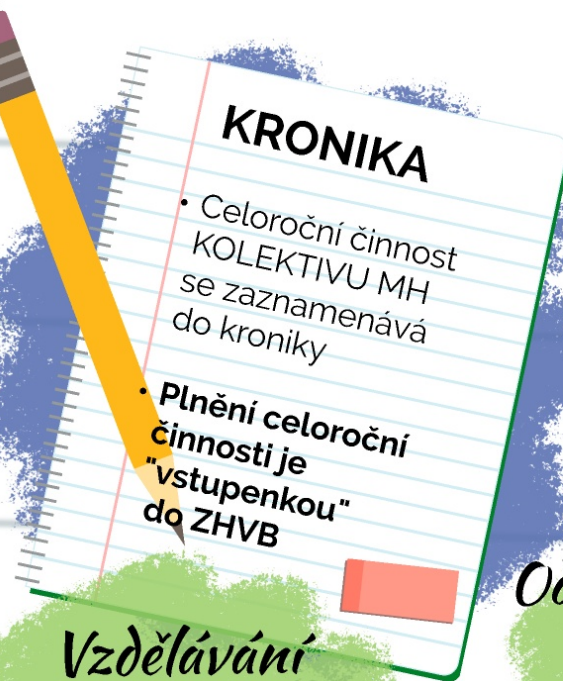 KRONIKA
• Celoroční činnost
KOLEKTIVU MH
se zaznamenává
do kroniky
• Plnění celoroční
činnosti je
"vstupenkou"
do ZHVB
Vzdělávání